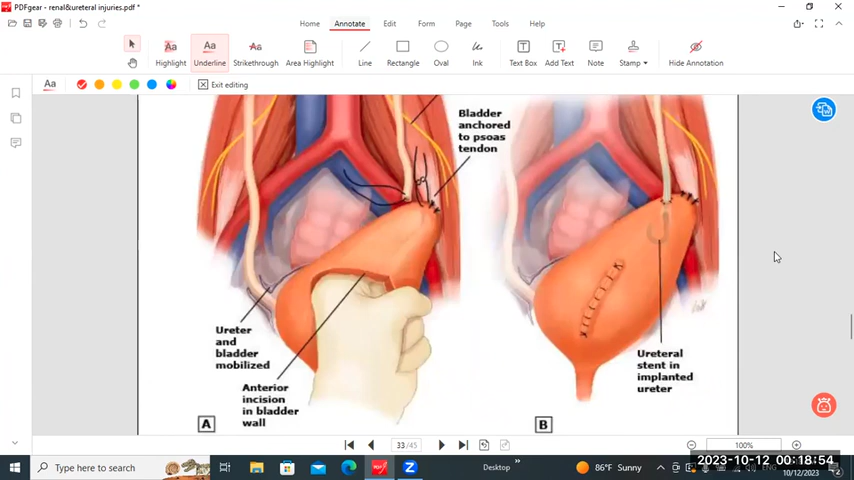 PDFgear - renal&ureteral injuries.pdf *
Home Annotate Edit Form Page Tools Help
Highlight Underline Strikethrough Area Highlight Line Rectangle Oval Ink Text Box Add Text Note Stamp Hide Annotation
Aa Exit editing
Bladder
anchored
to psoas
tendon
Ureter
and
bladder
mobilized
Anterior
incision
in bladder
wall
Ureteral
stent in
implanted
ureter
A
B
33 /45
100%
2023-10-12 00:18:54
Type here to search
Desktop
86°F Sunny
10/12/2023